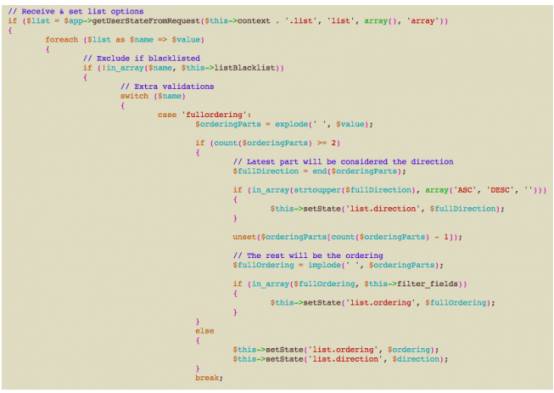 // Receive & set list options
if ($list = $app->getUserStateFromRequest($this->context . '.list', 'list', array(), 'array'))
{
foreach ($list as $name => $value)
{
// Exclude if blacklisted
if (!in_array($name, $this->listBlacklist))
{
// Extra validations
switch ($name)
{
case 'fullordering':
$orderingParts = explode(' ', $value);
if (count($orderingParts) >= 2)
{
// Latest part will be considered the direction
$fullDirection = end($orderingParts);
if (in_array(strtoupper($fullDirection), array('ASC', 'DESC', '')))
{
$this->setState('list.direction', $fullDirection);
}
unset($orderingParts[count($orderingParts) - 1]);
// The rest will be the ordering
$fullOrdering = implode(' ', $orderingParts);
if (in_array($fullOrdering, $this->filter_fields))
{
$this->setState('list.ordering', $fullOrdering);
}
}
else
{
$this->setState('list.ordering', $ordering);
$this->setState('list.direction', $direction);
}
break;